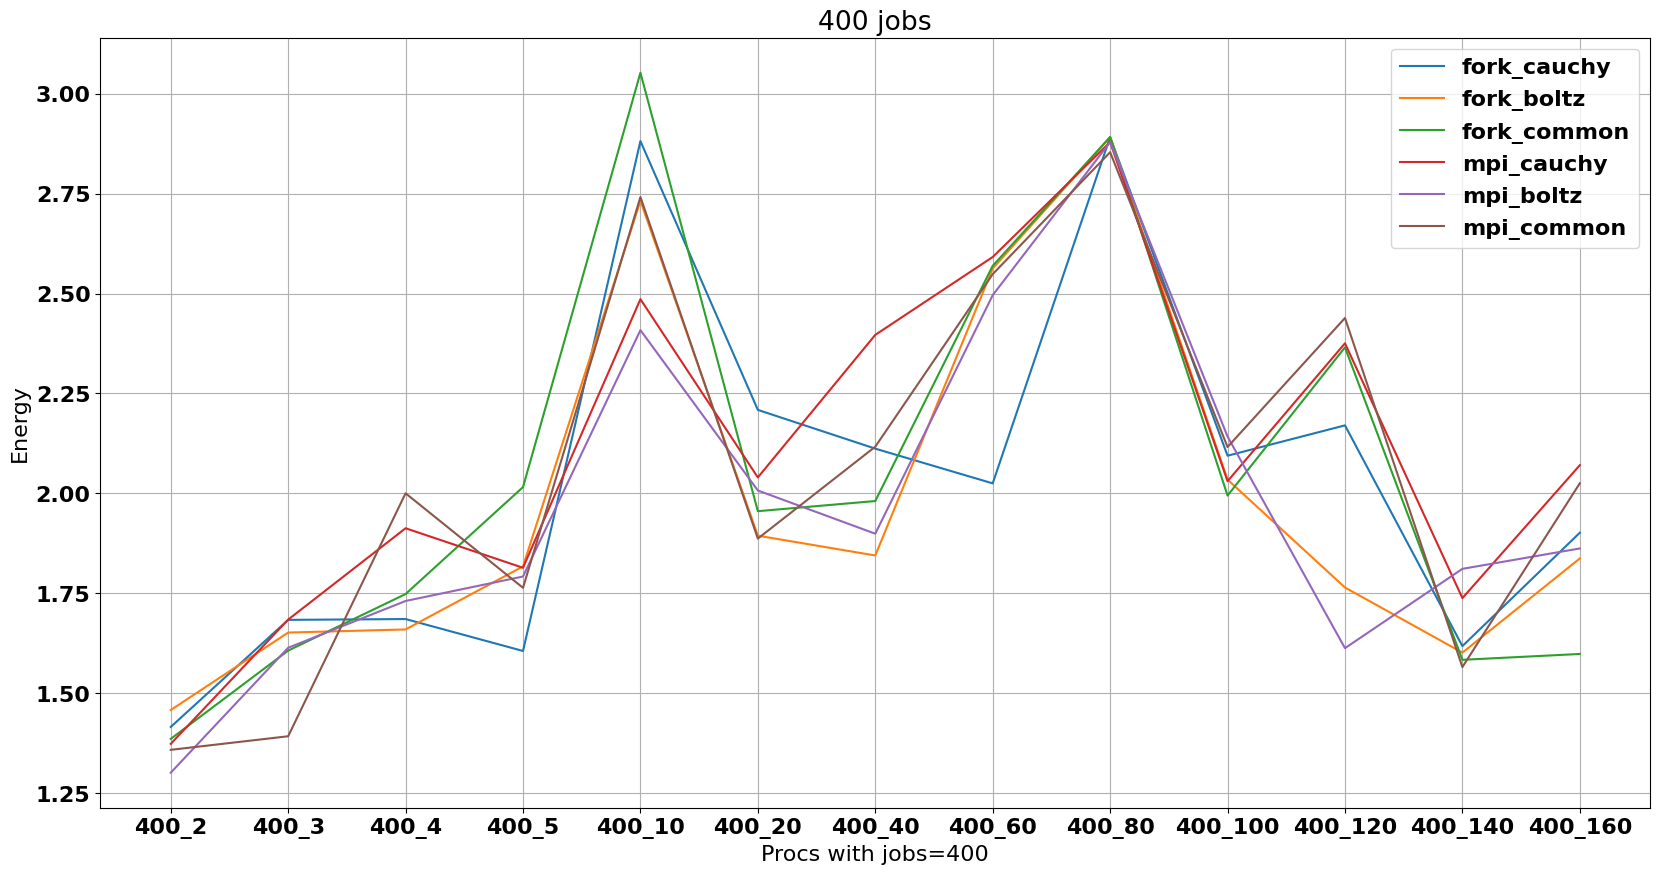 400 jobs
fork_cauchy
fork_boltz
fork_common
mpi_cauchy
mpi_boltz
mpi_common
Energy
3.00
2.75
2.50
2.25
2.00
1.75
1.50
1.25
400_2 400_3 400_4 400_5 400_10 400_20 400_40 400_60 400_80 400_100 400_120 400_140 400_160
Procs with jobs=400